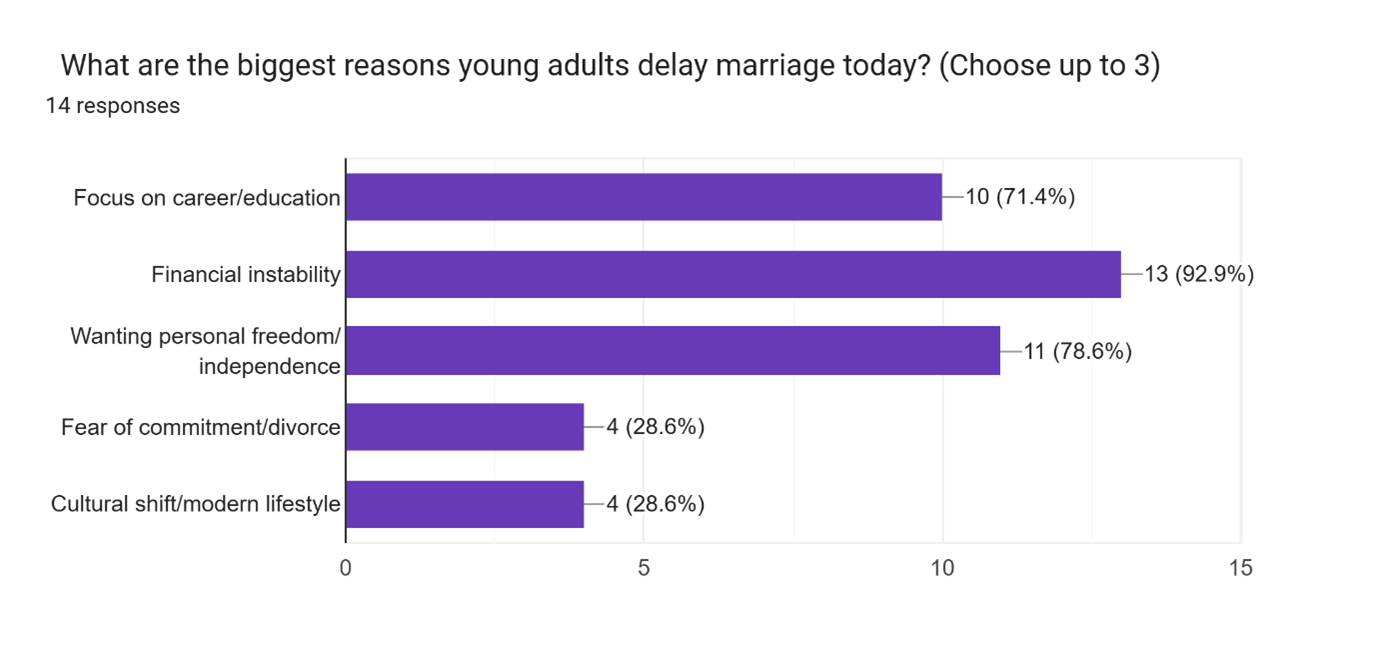 What are the biggest reasons young adults delay marriage today? (Choose up to 3)
14 responses
Focus on career/education
10 (71.4%)
Financial instability
13 (92.9%)
Wanting personal freedom/
independence
11 (78.6%)
Fear of commitment/divorce
4 (28.6%)
Cultural shift/modern lifestyle
4 (28.6%)
0 5 10 15